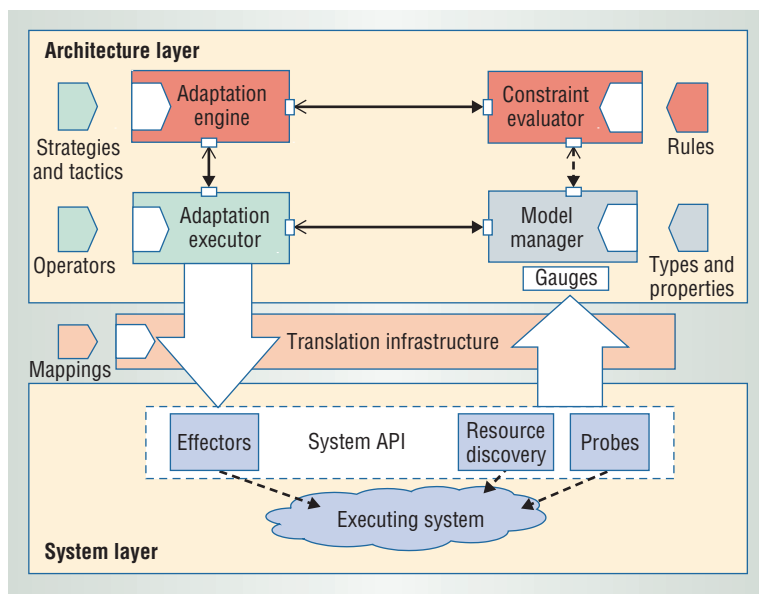 Architecture layer
Adaptation
engine
Constraint
evaluator
Strategies
and tactics
Rules
Adaptation
executor
Model
manager
Operators
Gauges
Types and
properties
Translation infrastructure
Mappings
Effectors
System API
Resource
discovery
Probes
Executing system
System layer